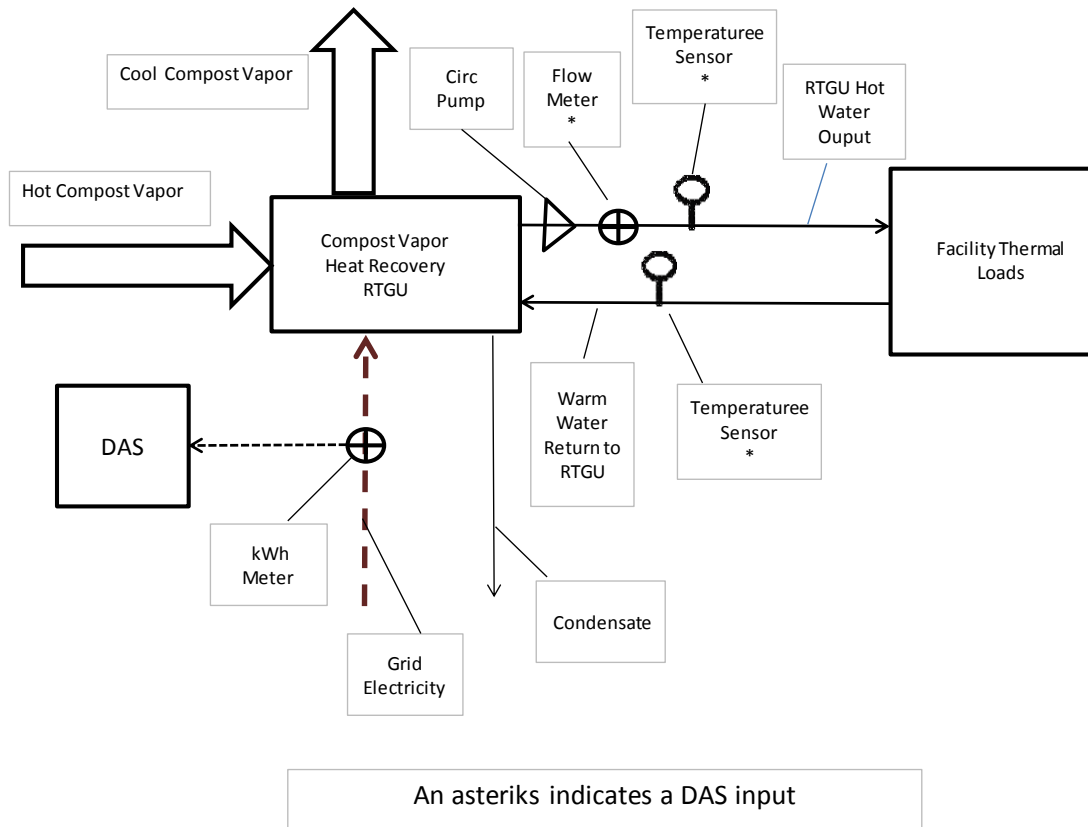 Cool Compost Vapor
Circ
Pump
Flow
Meter
*
Temperaturee
Sensor
*
RTGU Hot
Water
Ouput
Hot Compost Vapor
Compost Vapor
Heat Recovery
RTGU
Facility Thermal
Loads
DAS
Warm
Water
Return to
RTGU
Temperaturee
Sensor
*
kWh
Meter
Condensate
Grid
Electricity
An asteriks indicates a DAS input